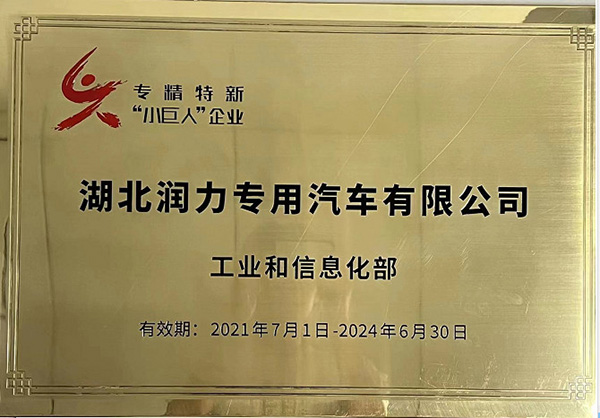 专精特新
“小巨人”企业
湖北润力专用汽车有限公司
工业和信息化部
有效期：2021年7月1日-2024年6月30日